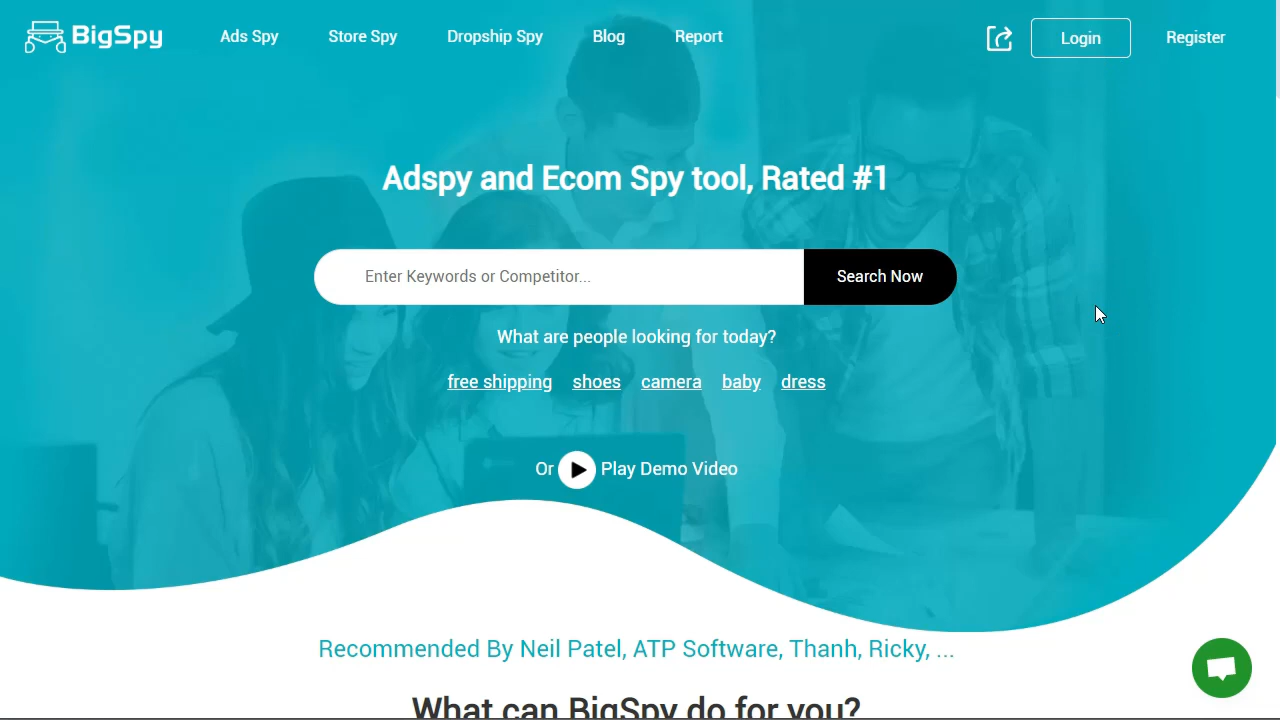 BigSpy Ads Spy Store Spy Dropship Spy Blog Report Login Register
Adspy and Ecom Spy tool, Rated #1
Enter Keywords or Competitor... Search Now
What are people looking for today?
free shipping shoes camera baby dress
Or Play Demo Video
Recommended By Neil Patel, ATP Software, Thanh, Ricky, ...
What can BigSpy do for you?